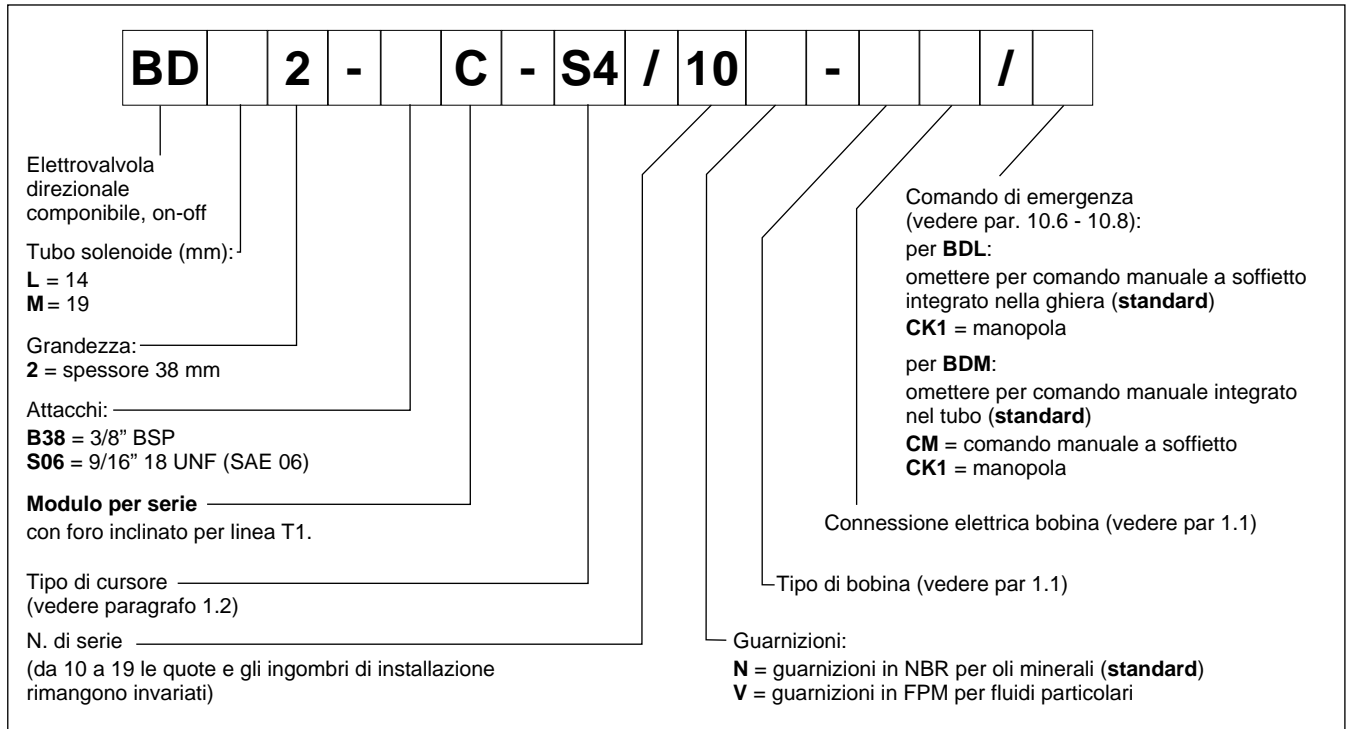 BD 2 - C - S4 / 10 - /
Elettrovalvola
direzionale
componibile, on-off
Tubo solenoide (mm):
L = 14
M = 19
Grandezza:
2 = spessore 38 mm
Attacchi:
B38 = 3/8” BSP
S06 = 9/16” 18 UNF (SAE 06)
Modulo per serie
con foro inclinato per linea T1.
Tipo di cursore
(vedere paragrafo 1.2)
N. di serie
(da 10 a 19 le quote e gli ingombri di installazione
rimangono invariati)
Comando di emergenza
(vedere par. 10.6 - 10.8):
per BDL:
omettere per comando manuale a soffietto
integrato nella ghiera (standard)
CK1 = manopola
per BDM:
omettere per comando manuale integrato
nel tubo (standard)
CM = comando manuale a soffietto
CK1 = manopola
Connessione elettrica bobina (vedere par 1.1)
Tipo di bobina (vedere par 1.1)
Guarnizioni:
N = guarnizioni in NBR per oli minerali (standard)
V = guarnizioni in FPM per fluidi particolari